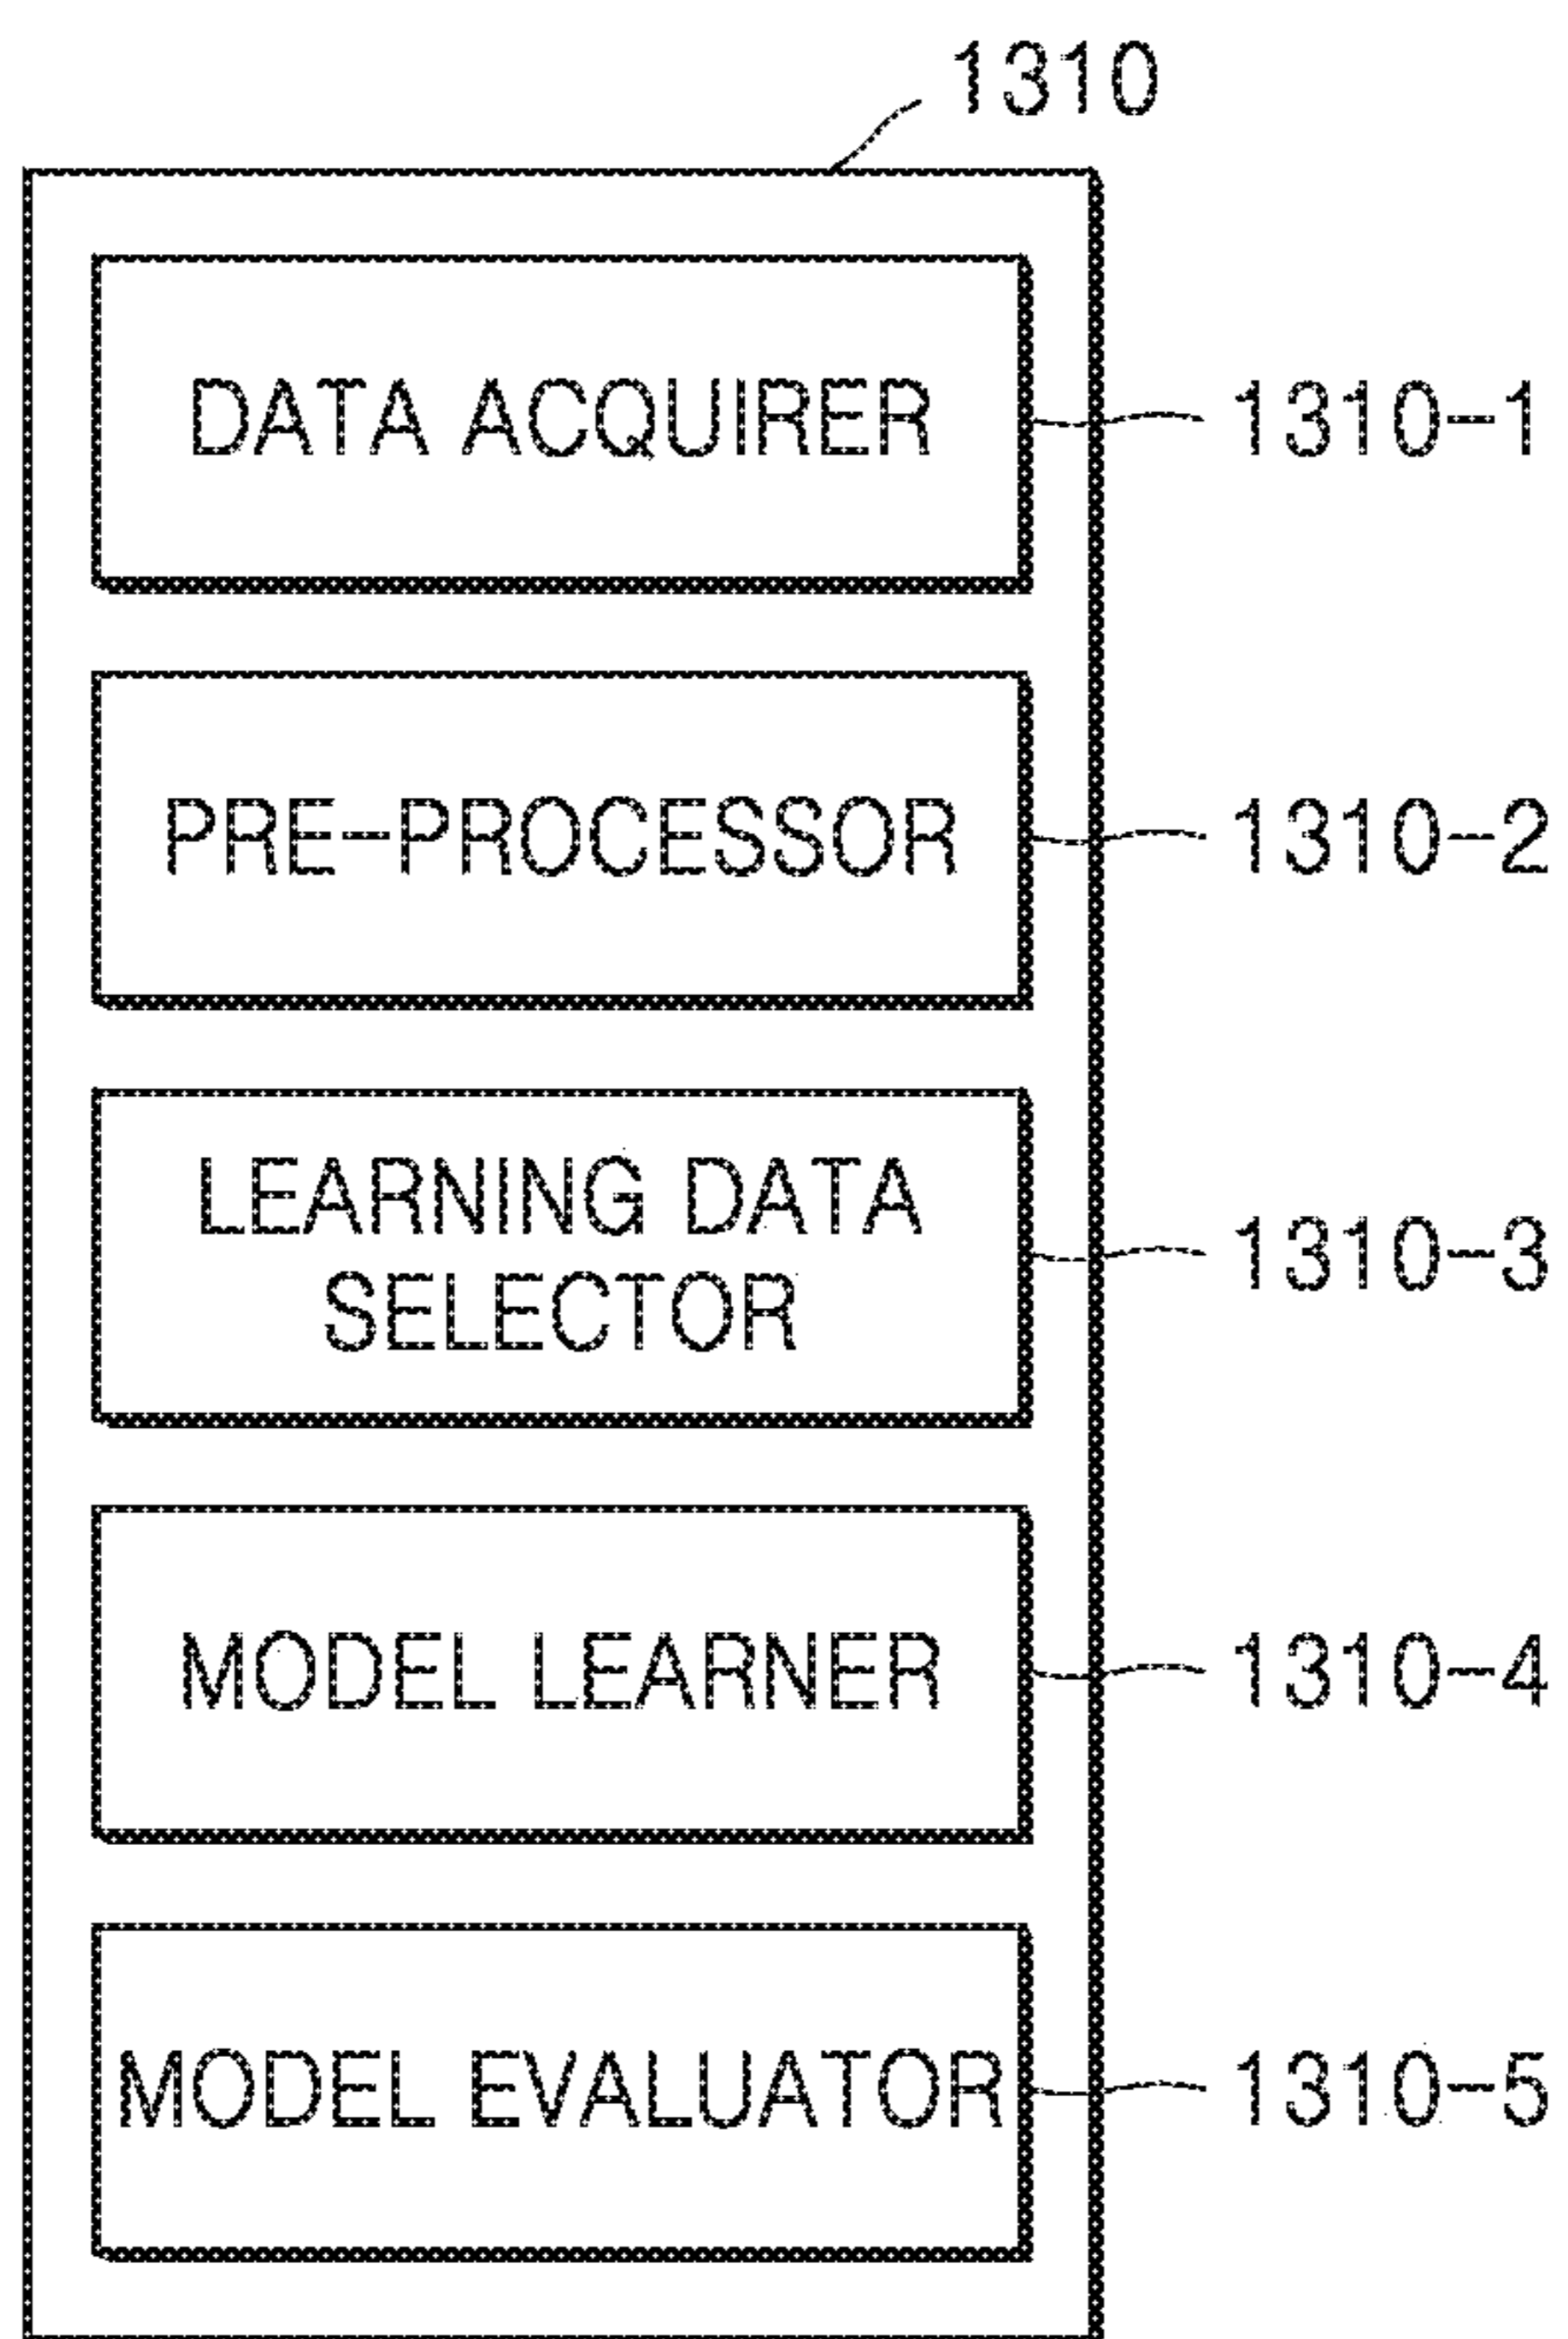 1310
DATA ACQUIRER
1310-1
PRE-PROCESSOR
1310-2
LEARNING DATA
SELECTOR
1310-3
MODEL LEARNER
1310-4
MODEL EVALUATOR
1310-5